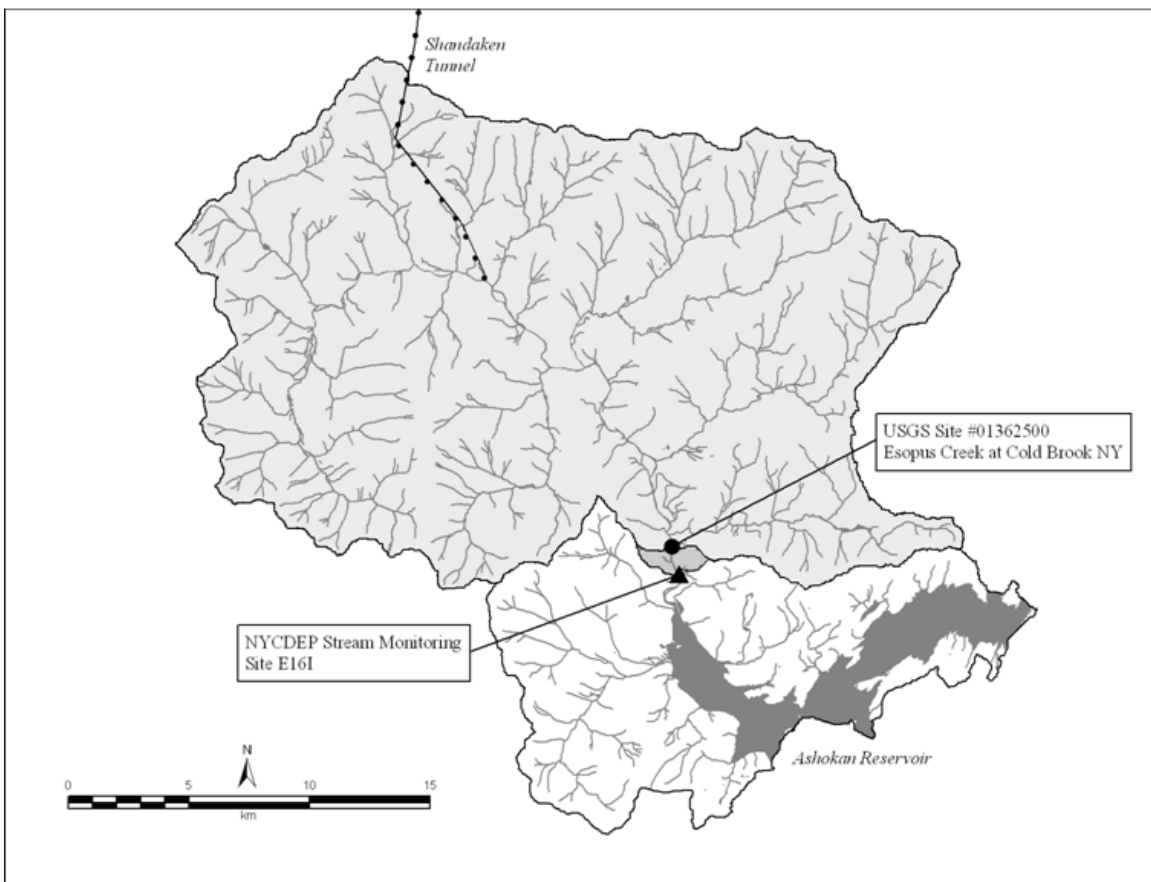 Shandaken
Tunnel
USGS Site #01362500
Esopus Creek at Cold Brook NY
NYCDEP Stream Monitoring
Site E16I
Ashokan Reservoir
N
0 5 10 15
km